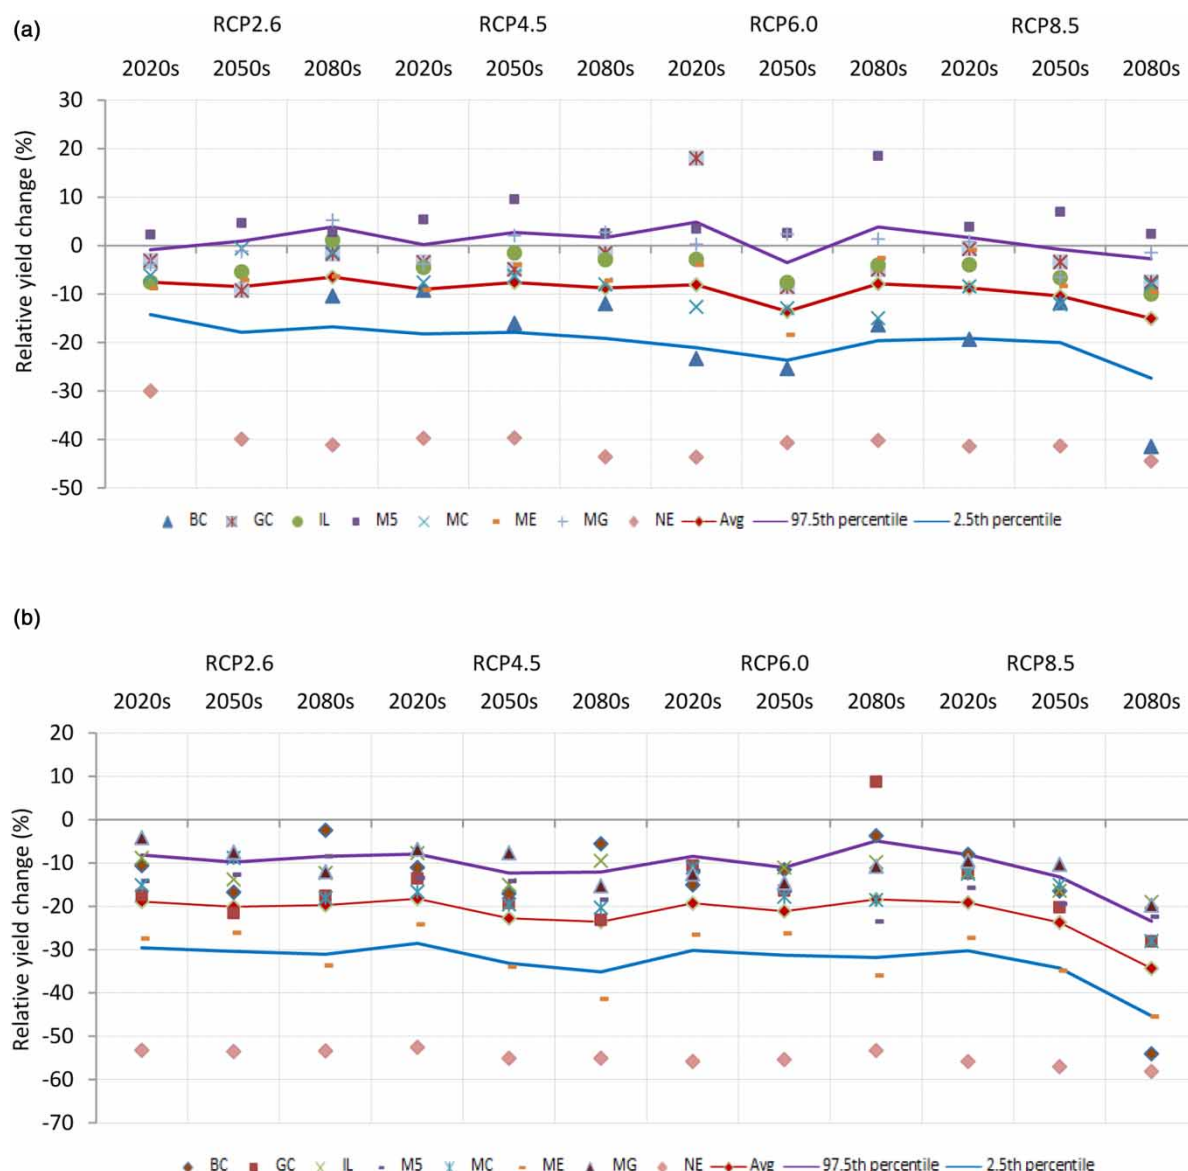 (a)
RCP2.6 RCP4.5 RCP6.0 RCP8.5
2020s 2050s 2080s 2020s 2050s 2080s 2020s 2050s 2080s 2020s 2050s 2080s
Relative yield change (%)
30
20
10
0
-10
-20
-30
-40
-50
BC GC IL M5 MC ME MG NE Avg 97.5th percentile 2.5th percentile
(b)
RCP2.6 RCP4.5 RCP6.0 RCP8.5
2020s 2050s 2080s 2020s 2050s 2080s 2020s 2050s 2080s 2020s 2050s 2080s
Relative yield change (%)
20
10
0
-10
-20
-30
-40
-50
-60
-70
BC GC IL M5 MC ME MG NE Avg 97.5th percentile 2.5th percentile